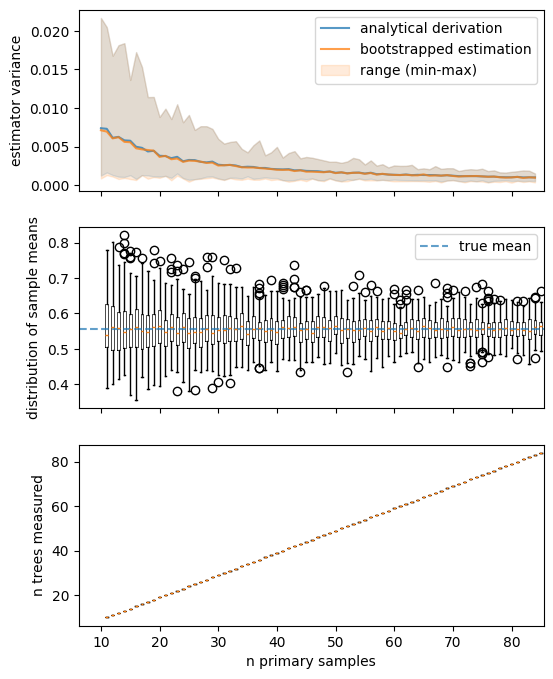 estimator variance
0.020
0.015
0.010
0.005
0.000
analytical derivation
bootstrapped estimation
range (min-max)
distribution of sample means
0.8
0.7
0.6
0.5
0.4
true mean
n trees measured
80
60
40
20
10
20
30
40
50
60
70
80
n primary samples